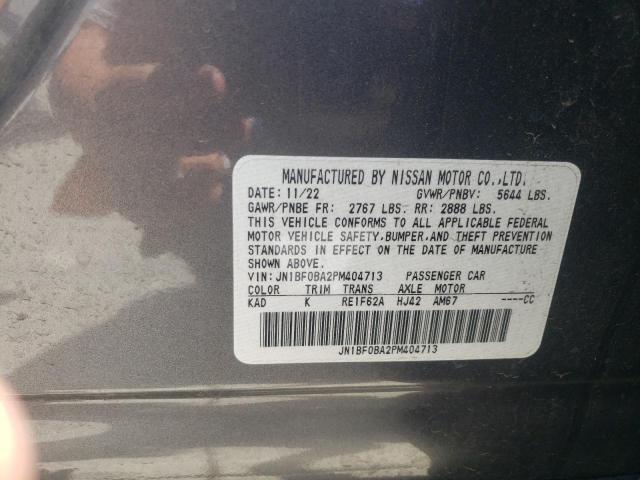 MANUFACTURED BY NISSAN MOTOR CO.,LTD.
DATE: 11/22 GVWR/PNBV: 5644 LBS.
GAWR/PNBE FR: 2767 LBS. RR: 2888 LBS.
THIS VEHICLE CONFORMS TO ALL APPLICABLE FEDERAL
MOTOR VEHICLE SAFETY,BUMPER,AND THEFT PREVENTION
STANDARDS IN EFFECT ON THE DATE OF MANUFACTURE
SHOWN ABOVE.
VIN: JN1BF0BA2PM404713 PASSENGER CAR
COLOR TRIM TRANS AXLE MOTOR
KAD K RE1F62A HJ42 AM67 ----CC
JN1BF0BA2PM404713